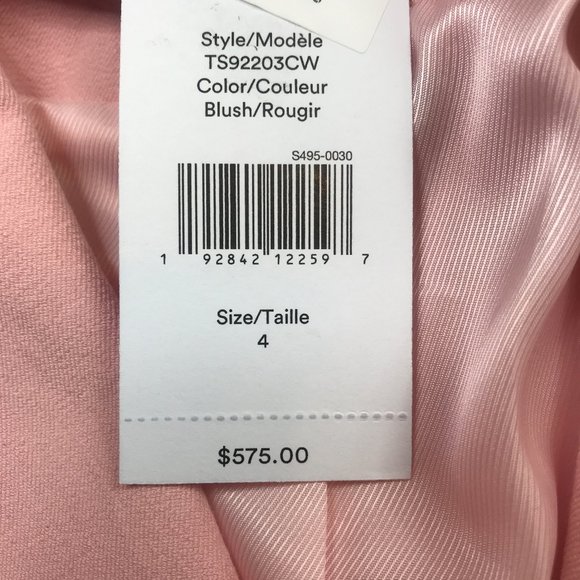 Style/Modèle
TS92203CW
Color/Couleur
Blush/Rougir
S495-0030
1 92842 12259 7
Size/Taille
4
$575.00